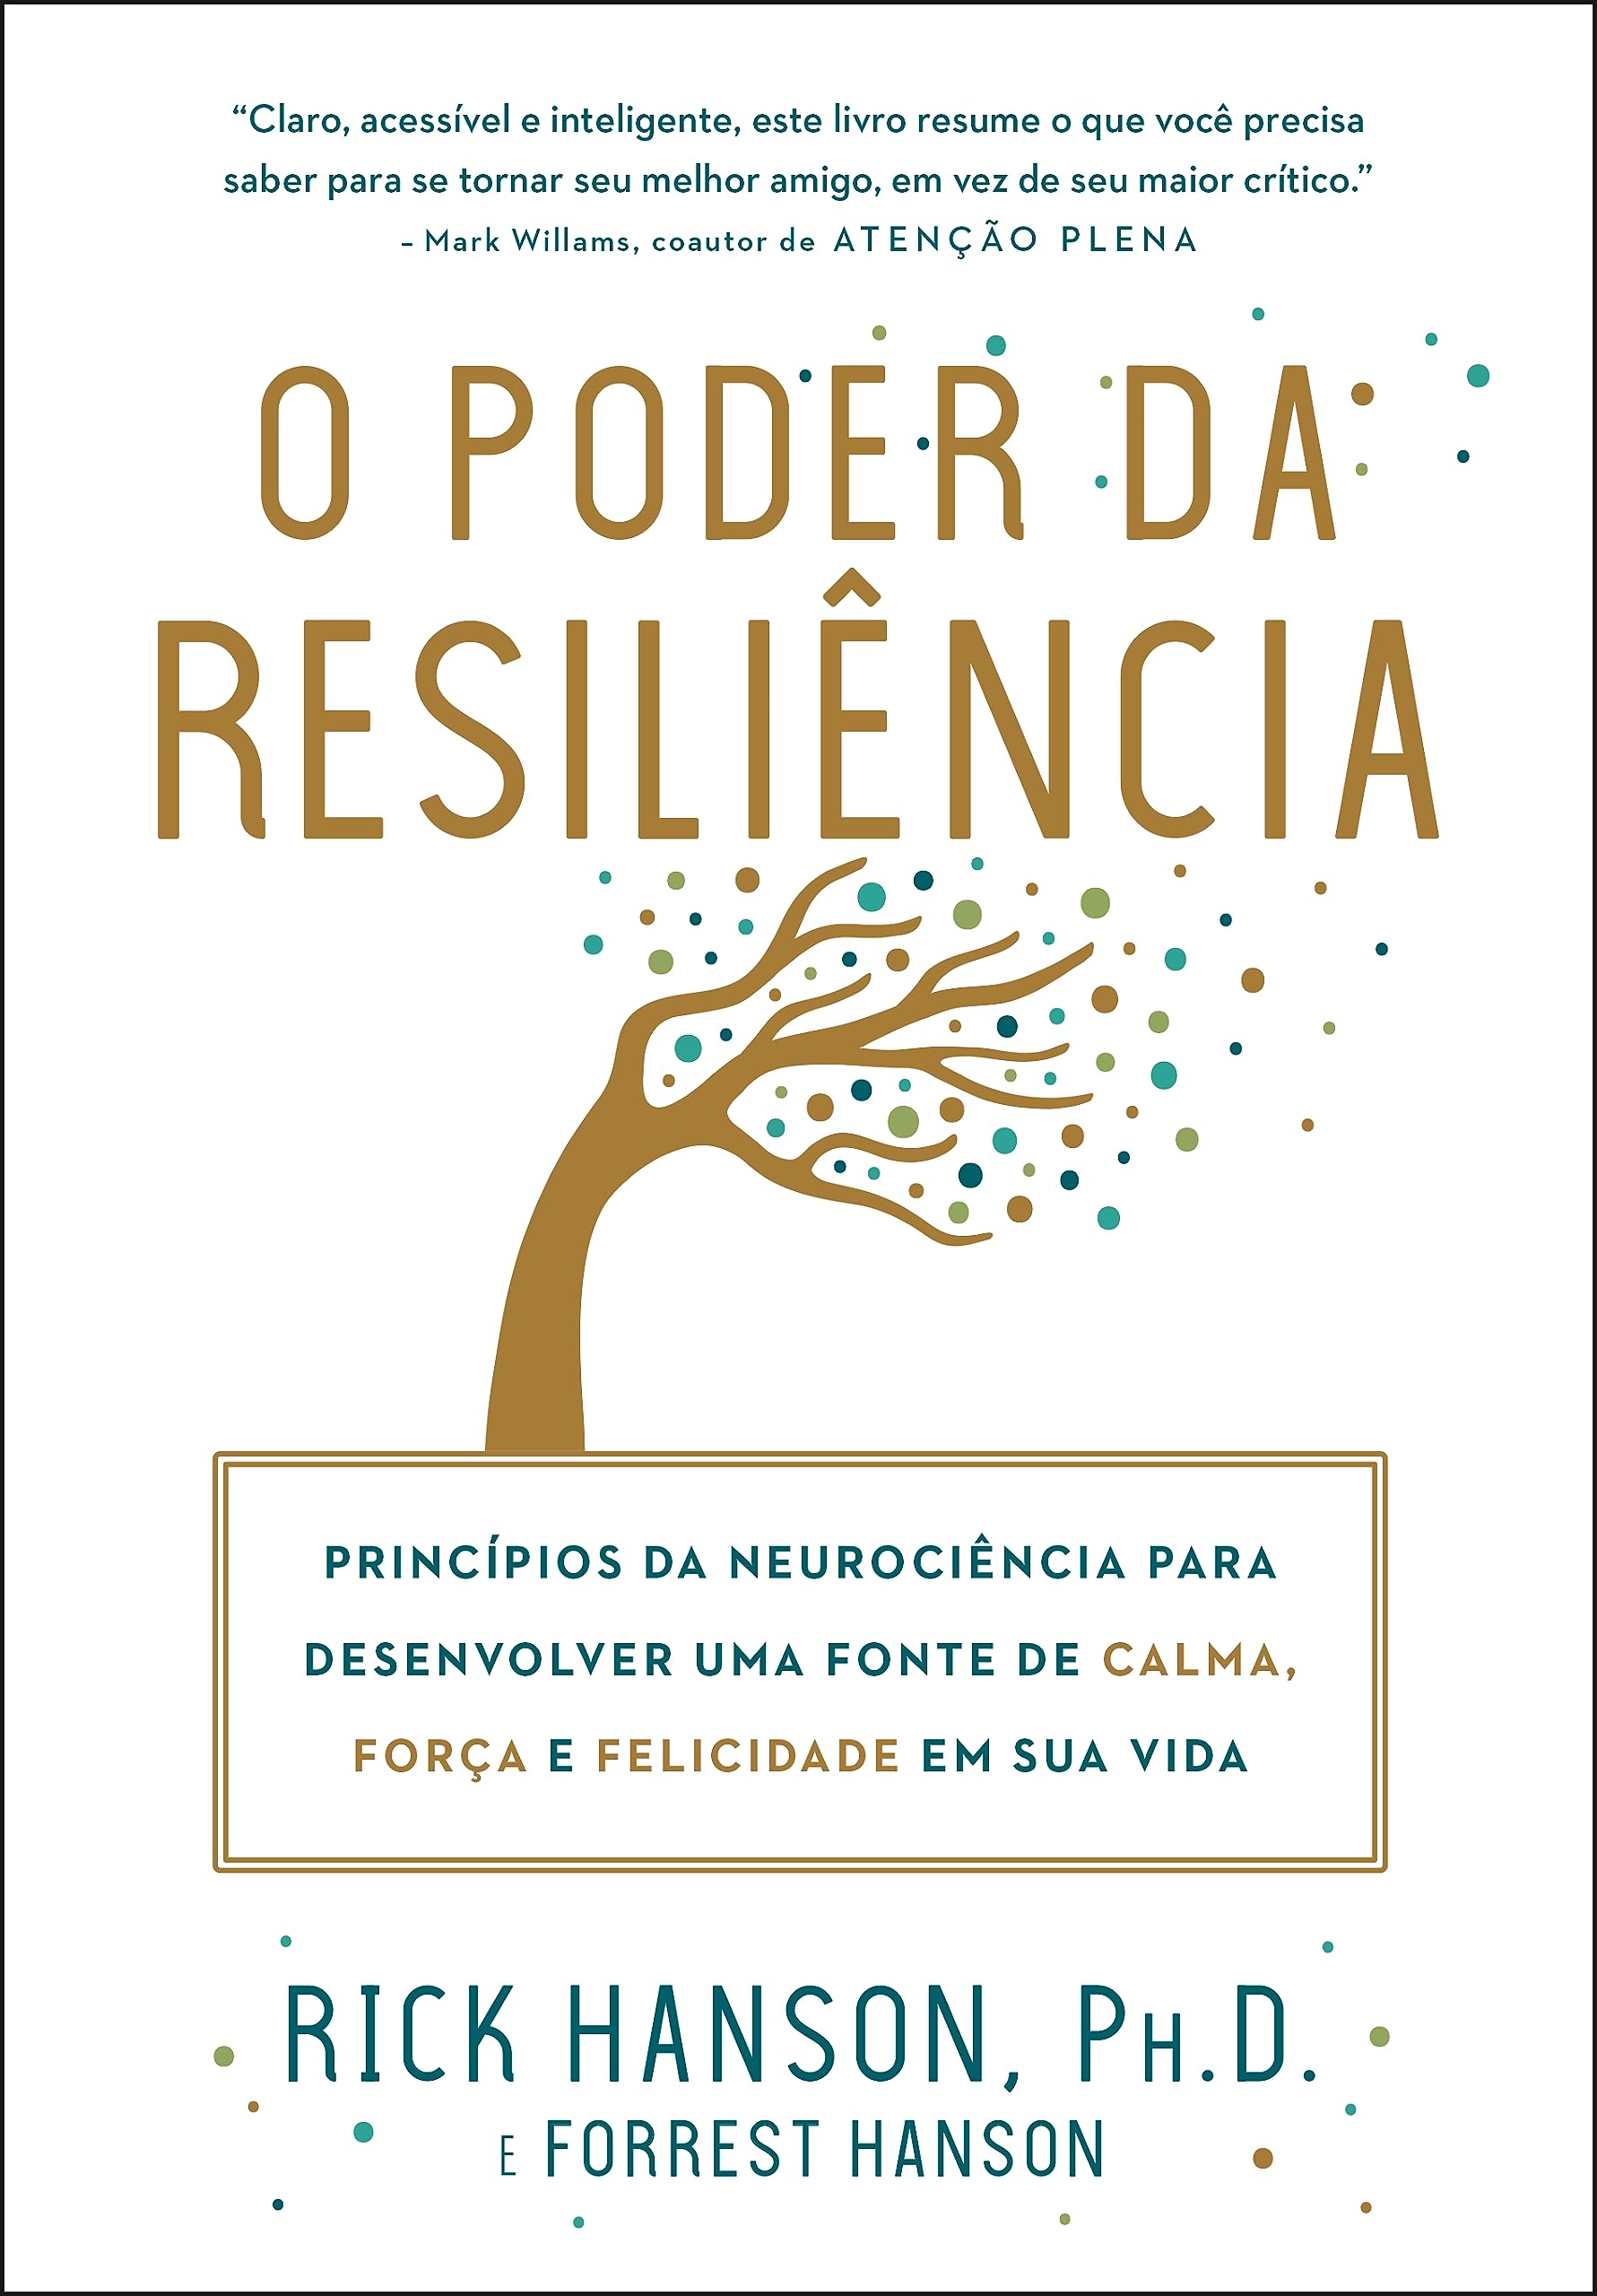 “Claro, acessível e inteligente, este livro resume o que você precisa
saber para se tornar seu melhor amigo, em vez de seu maior crítico.”
– Mark Willams, coautor de ATENÇÃO PLENA
O PODER DA
RESILIÊNCIA
PRINCÍPIOS DA NEUROCIÊNCIA PARA
DESENVOLVER UMA FONTE DE CALMA,
FORÇA E FELICIDADE EM SUA VIDA
RICK HANSON, PH.D.
E FORREST HANSON